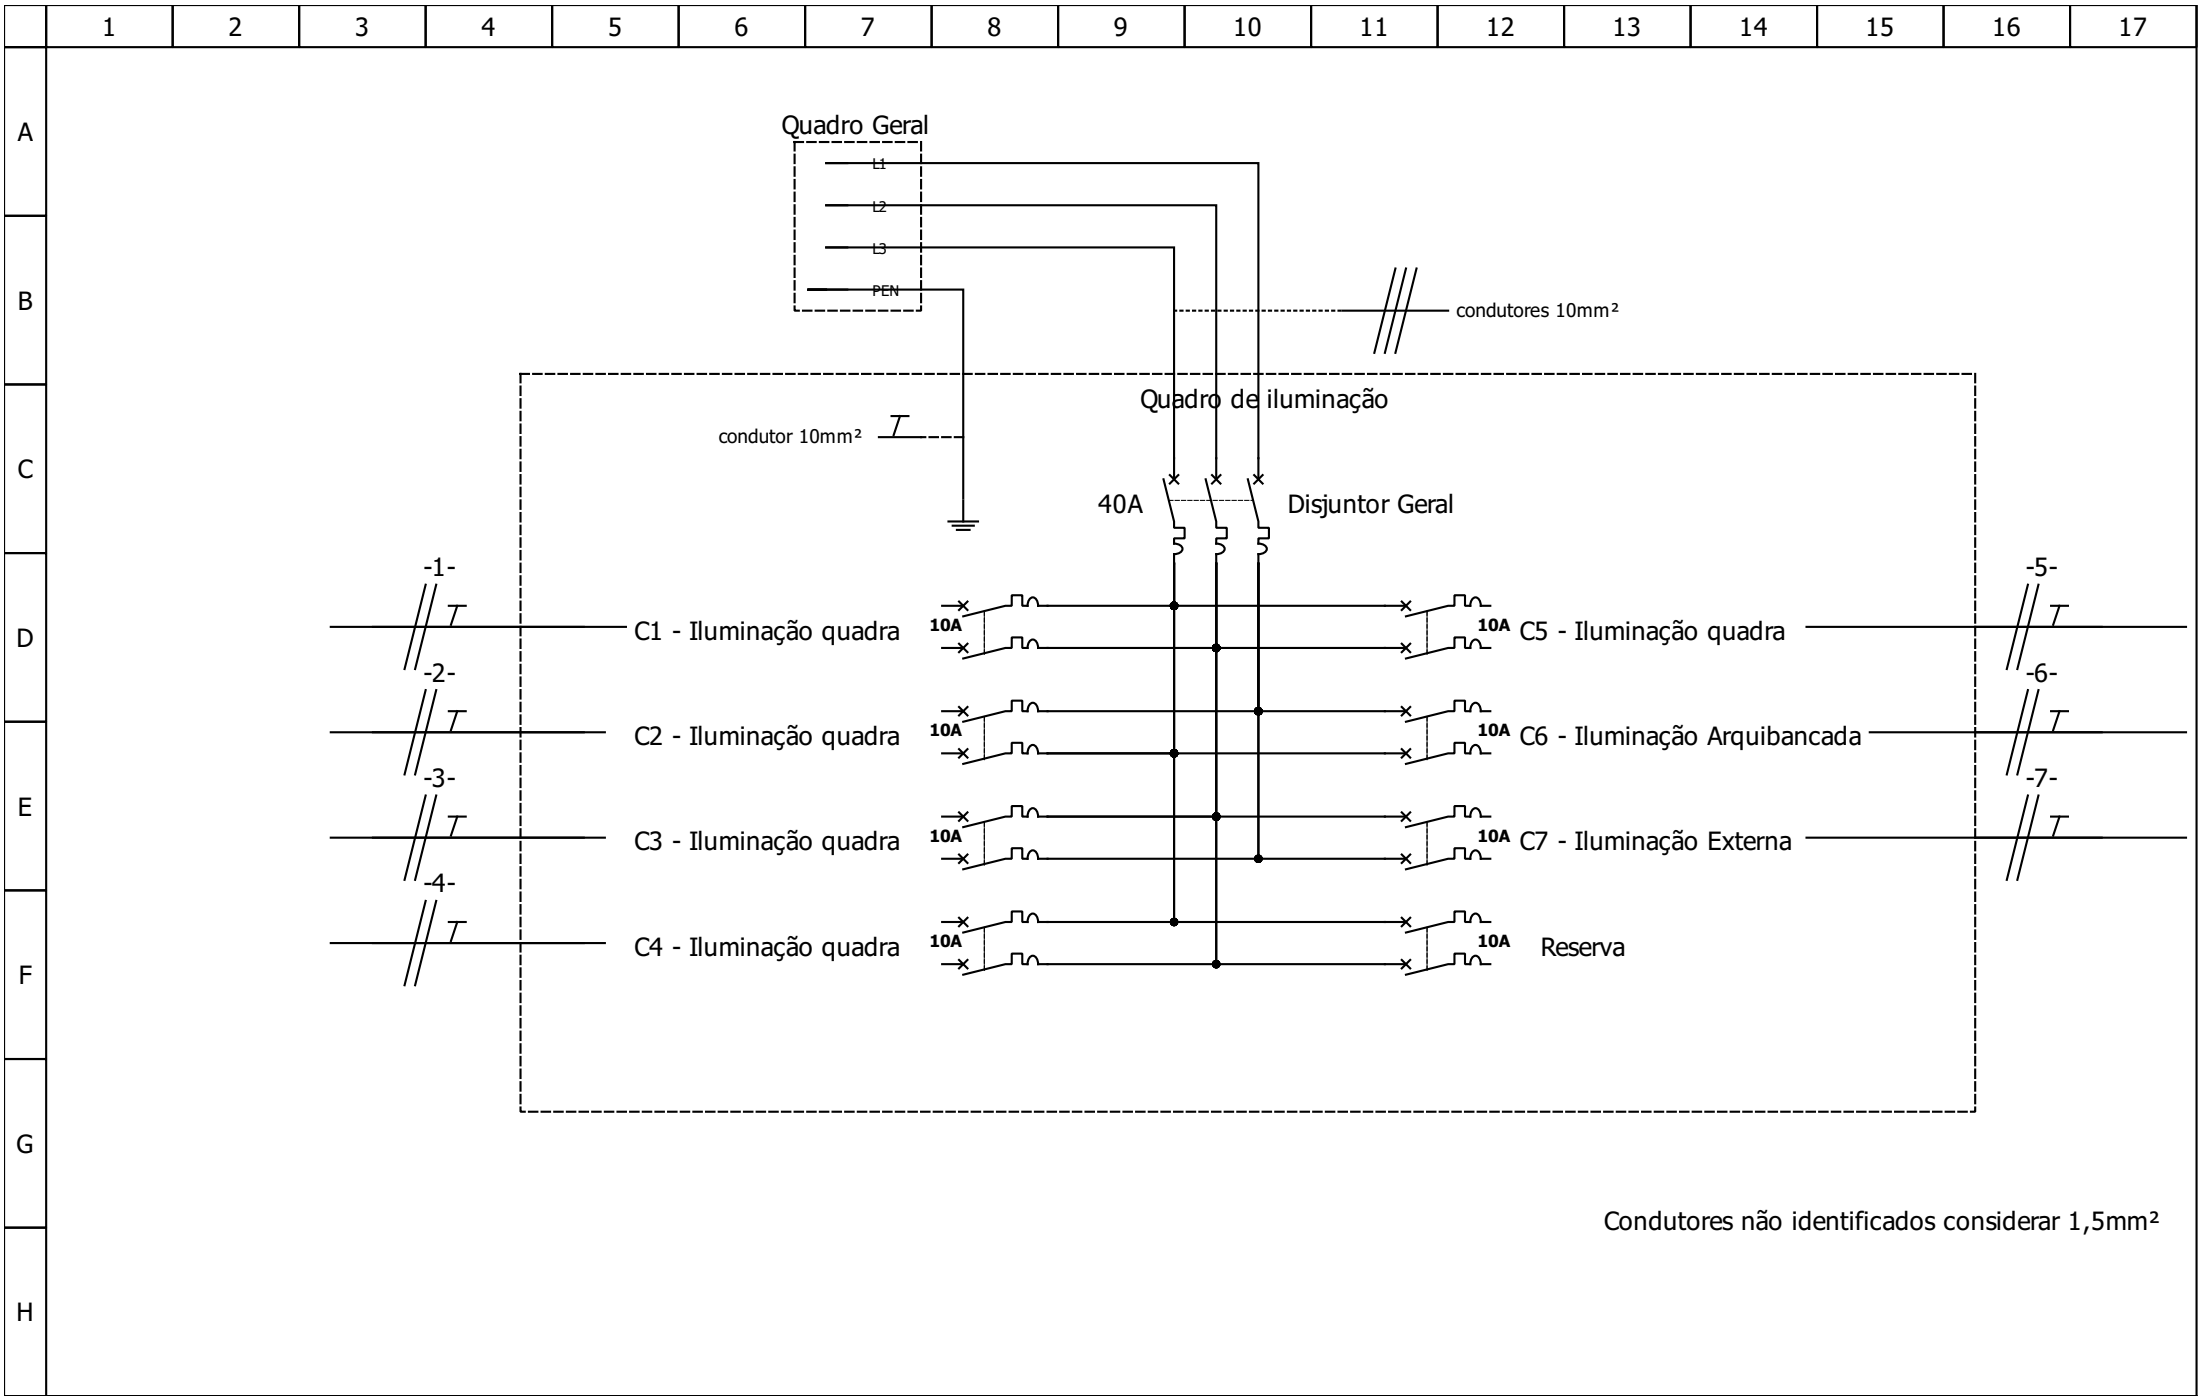 1 2 3 4 5 6 7 8 9 10 11 12 13 14 15 16 17
A
Quadro Geral
L1
L2
L3
B
PEN
condutores 10mm²
Quadro de iluminação
condutor 10mm²
C
40A Disjuntor Geral
-1- -5-
D
C1 - Iluminação quadra 10A 10A C5 - Iluminação quadra
-2- -6-
C2 - Iluminação quadra 10A 10A C6 - Iluminação Arquibancada
-3- -7-
E
C3 - Iluminação quadra 10A 10A C7 - Iluminação Externa
-4-
C4 - Iluminação quadra 10A 10A Reserva
F
G
Condutores não identificados considerar 1,5mm²
H